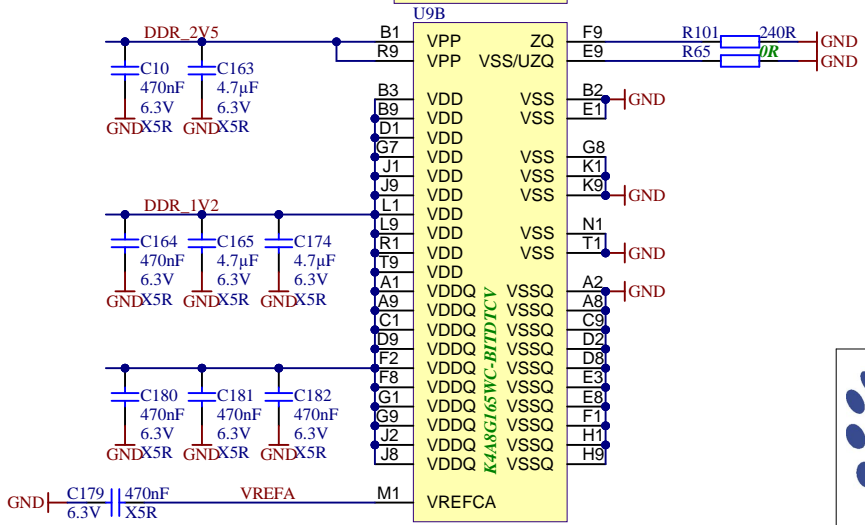 U9B
DDR_2V5 B1 VPP ZQ F9 R101 240R GND
R9 VPP VSS/UZQ E9 R65 0R GND
C10 C163
470nF 4.7µF
6.3V 6.3V
GND X5R GND X5R
B3 VDD VSS B2 GND
B9 VDD VSS E1
D1 VDD
G7 VDD VSS G8
J1 VDD VSS K1
J9 VDD VSS K9 GND
DDR_1V2 L1 VDD
L9 VDD VSS N1
R1 VDD VSS T1 GND
T9 VDD
C164 C165 C174
470nF 4.7µF 4.7µF
6.3V 6.3V 6.3V
GND X5R GND X5R GND X5R
A1 VDDQ VSSQ A2 GND
A9 VDDQ VSSQ A8
C1 VDDQ VSSQ C9
D9 VDDQ VSSQ D2
F2 VDDQ VSSQ D8
F8 VDDQ VSSQ E3
G1 VDDQ VSSQ E8
G9 VDDQ VSSQ F1
J2 VDDQ VSSQ H1
J8 VDDQ VSSQ H9
K4A8G165WC-BITDTCV
C180 C181 C182
470nF 470nF 470nF
6.3V 6.3V 6.3V
GND X5R GND X5R GND X5R
GND C179 470nF VREFA M1 VREFCA
6.3V X5R